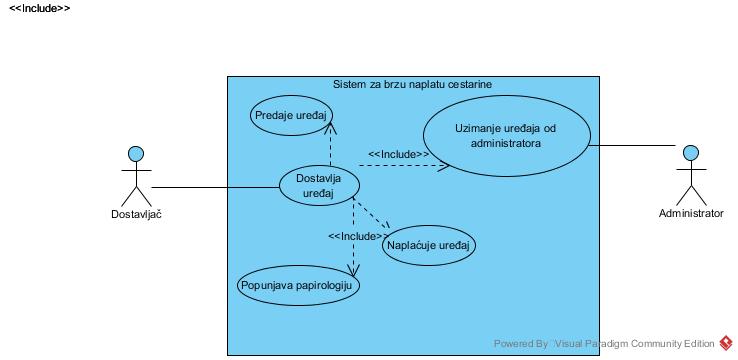 <<Include>>
Sistem za brzu naplatu cestarine
Predaje uređaj
Uzimanje uređaja od
administratora
<<Include>>
Dostavlja
uređaj
Dostavljač
Administrator
<<Include>>
Naplaćuje uređaj
Popunjava papirologiju
Powered By Visual Paradigm Community Edition